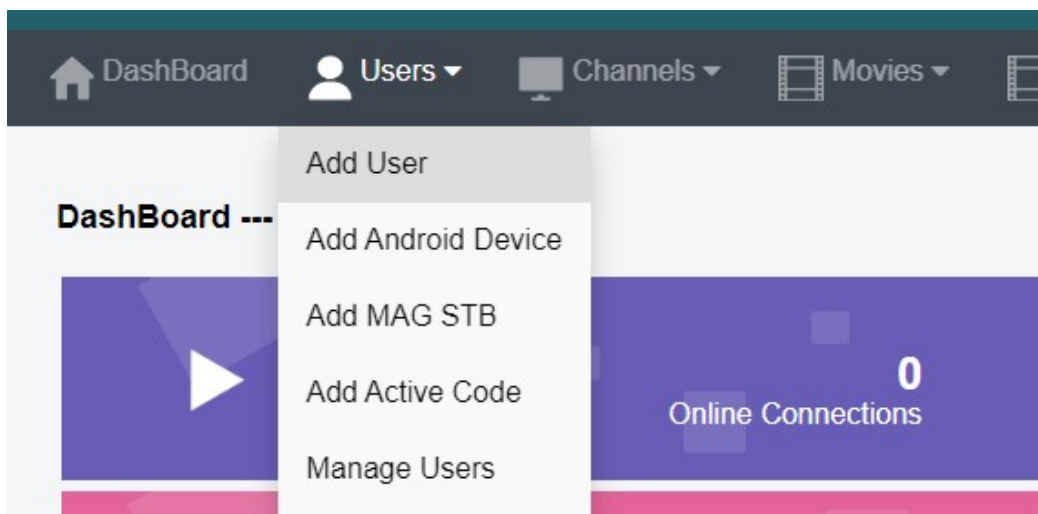 DashBoard Users Channels Movies
Add User
DashBoard ---
Add Android Device
Add MAG STB
Add Active Code
0
Online Connections
Manage Users